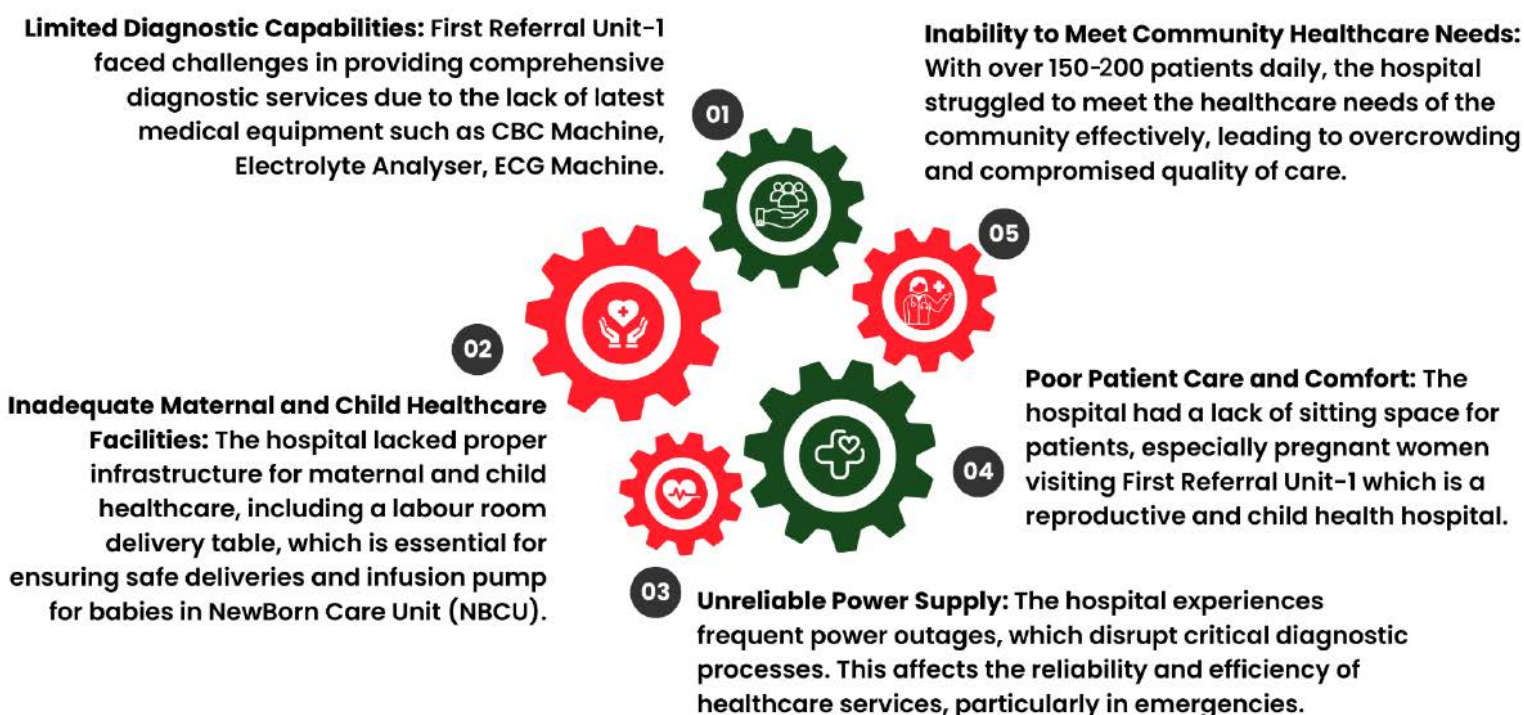 Limited Diagnostic Capabilities: First Referral Unit-1
faced challenges in providing comprehensive
diagnostic services due to the lack of latest
medical equipment such as CBC Machine,
Electrolyte Analyser, ECG Machine.
01
02
Inadequate Maternal and Child Healthcare
Facilities: The hospital lacked proper
infrastructure for maternal and child
healthcare, including a labour room
delivery table, which is essential for
ensuring safe deliveries and infusion pump
for babies in NewBorn Care Unit (NBCU).
03
Unreliable Power Supply: The hospital experiences
frequent power outages, which disrupt critical diagnostic
processes. This affects the reliability and efficiency of
healthcare services, particularly in emergencies.
04
Poor Patient Care and Comfort: The
hospital had a lack of sitting space for
patients, especially pregnant women
visiting First Referral Unit-1 which is a
reproductive and child health hospital.
05
Inability to Meet Community Healthcare Needs:
With over 150-200 patients daily, the hospital
struggled to meet the healthcare needs of the
community effectively, leading to overcrowding
and compromised quality of care.